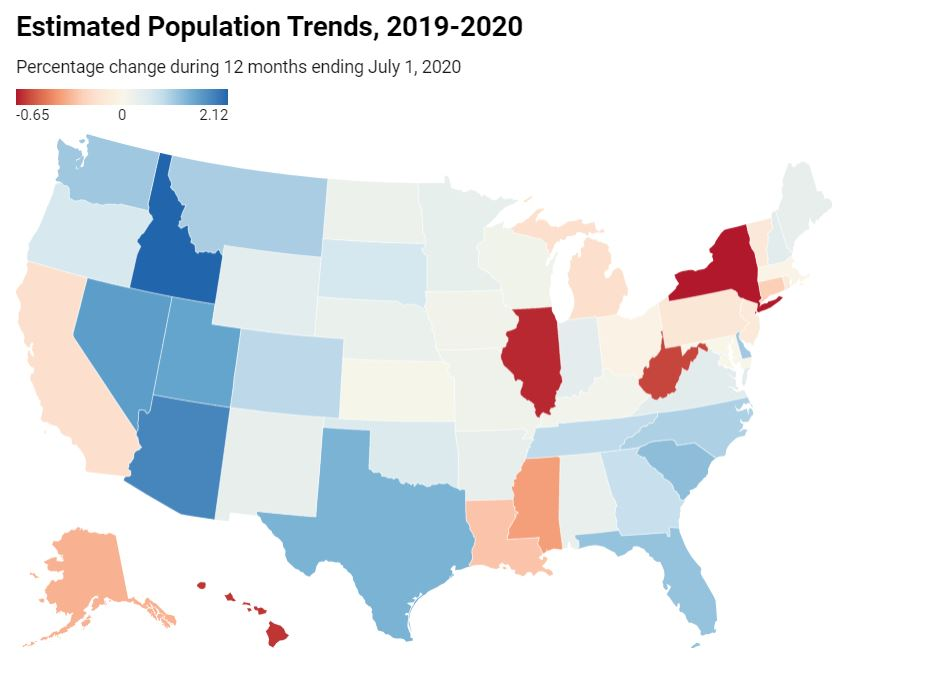 Estimated Population Trends, 2019-2020
Percentage change during 12 months ending July 1, 2020
-0.65 0 2.12